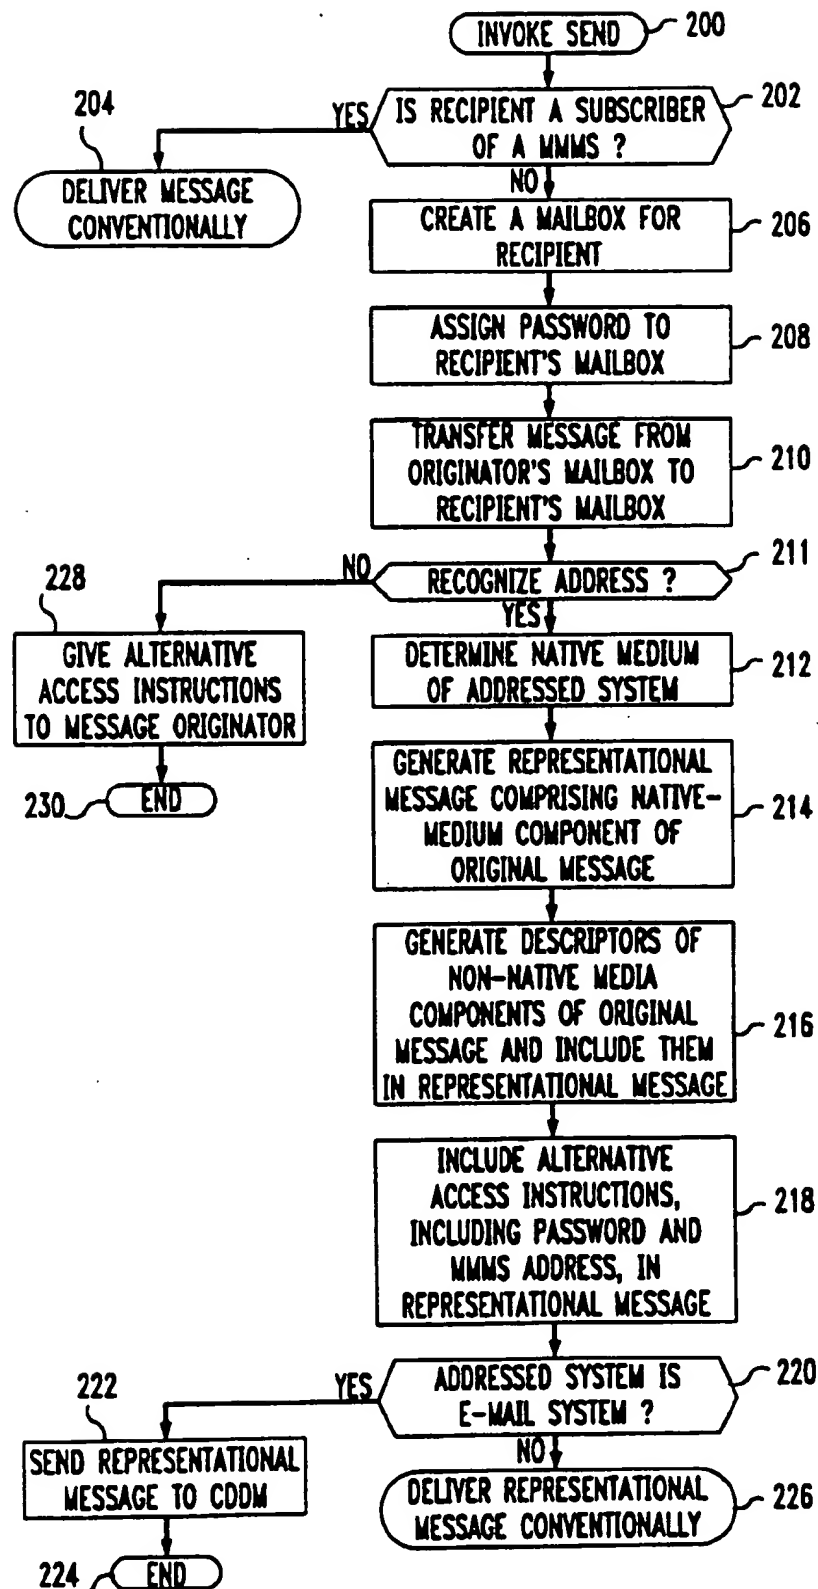 INVOKE SEND
200
IS RECIPIENT A SUBSCRIBER
OF A MMMS ?
202
YES
204
DELIVER MESSAGE
CONVENTIONALLY
NO
CREATE A MAILBOX FOR
RECIPIENT
206
ASSIGN PASSWORD TO
RECIPIENT'S MAILBOX
208
TRANSFER MESSAGE FROM
ORIGINATOR'S MAILBOX TO
RECIPIENT'S MAILBOX
210
RECOGNIZE ADDRESS ?
211
NO
228
GIVE ALTERNATIVE
ACCESS INSTRUCTIONS
TO MESSAGE ORIGINATOR
230
END
YES
DETERMINE NATIVE MEDIUM
OF ADDRESSED SYSTEM
212
GENERATE REPRESENTATIONAL
MESSAGE COMPRISING NATIVE-
MEDIUM COMPONENT OF
ORIGINAL MESSAGE
214
GENERATE DESCRIPTORS OF
NON-NATIVE MEDIA
COMPONENTS OF ORIGINAL
MESSAGE AND INCLUDE THEM
IN REPRESENTATIONAL MESSAGE
216
INCLUDE ALTERNATIVE
ACCESS INSTRUCTIONS,
INCLUDING PASSWORD AND
MMMS ADDRESS, IN
REPRESENTATIONAL MESSAGE
218
ADDRESSED SYSTEM IS
E-MAIL SYSTEM ?
220
YES
222
SEND REPRESENTATIONAL
MESSAGE TO CDDM
224
END
NO
DELIVER REPRESENTATIONAL
MESSAGE CONVENTIONALLY
226